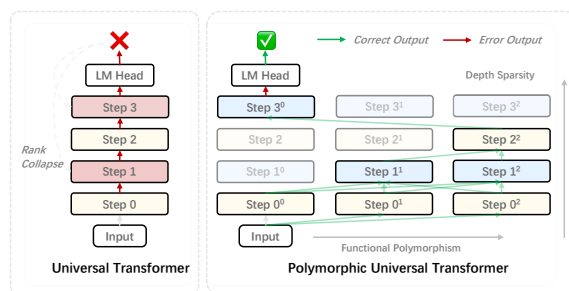 LM Head
Step 3
Step 2
Rank
Collapse
Step 1
Step 0
Input
Universal Transformer
Correct Output
Error Output
LM Head
Depth Sparsity
Step 3⁰
Step 3¹
Step 3²
Step 2
Step 2¹
Step 2²
Step 1⁰
Step 1¹
Step 1²
Step 0⁰
Step 0¹
Step 0²
Input
Functional Polymorphism
Polymorphic Universal Transformer